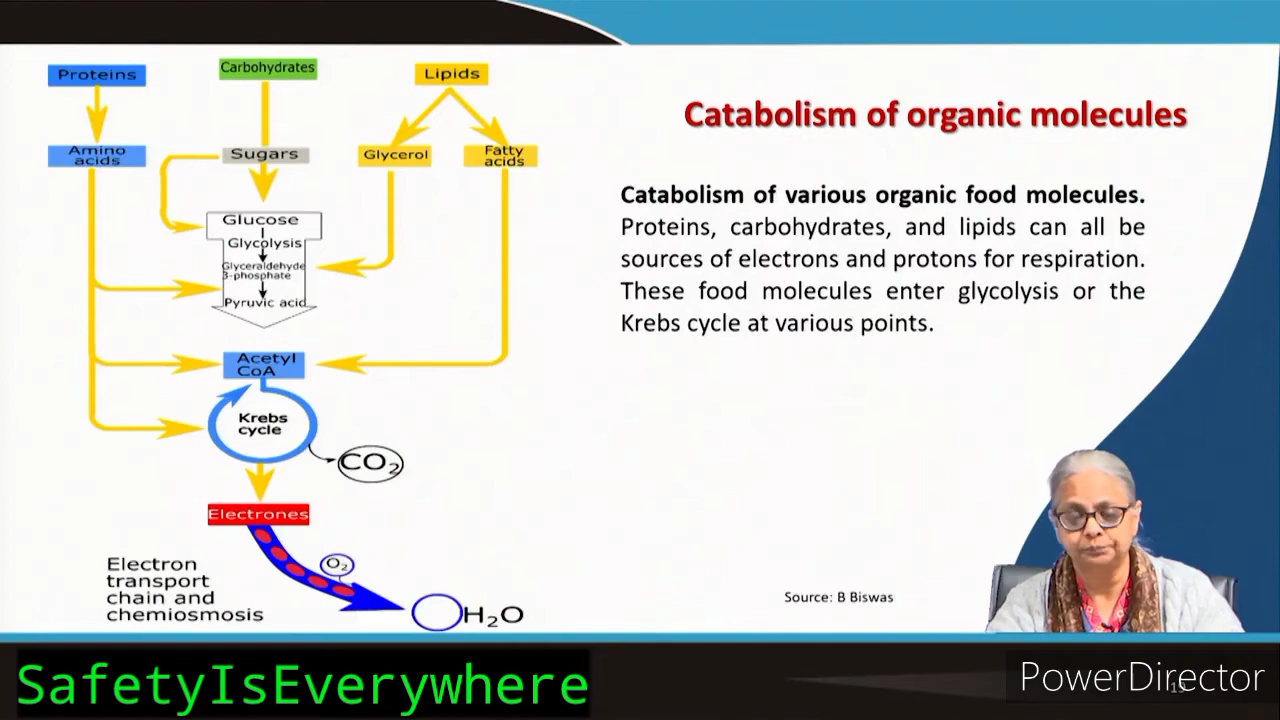 Proteins
Carbohydrates
Lipids
Amino
acids
Sugars
Glycerol
Fatty
acids
Glucose
Glycolysis
Glyceraldehyde
3-phosphate
Pyruvic acid
Acetyl
CoA
Krebs
cycle
CO₂
Electrones
O₂
Electron
transport
chain and
chemiosmosis
H₂O
Catabolism of organic molecules
Catabolism of various organic food molecules.
Proteins, carbohydrates, and lipids can all be
sources of electrons and protons for respiration.
These food molecules enter glycolysis or the
Krebs cycle at various points.
Source: B Biswas
SafetyIsEverywhere
PowerDirector